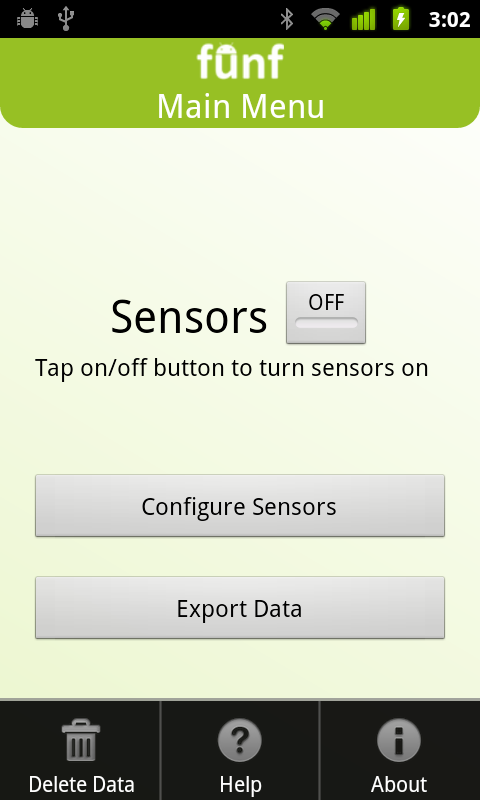 3:02
funf
Main Menu
Sensors
OFF
Tap on/off button to turn sensors on
Configure Sensors
Export Data
Delete Data
Help
About